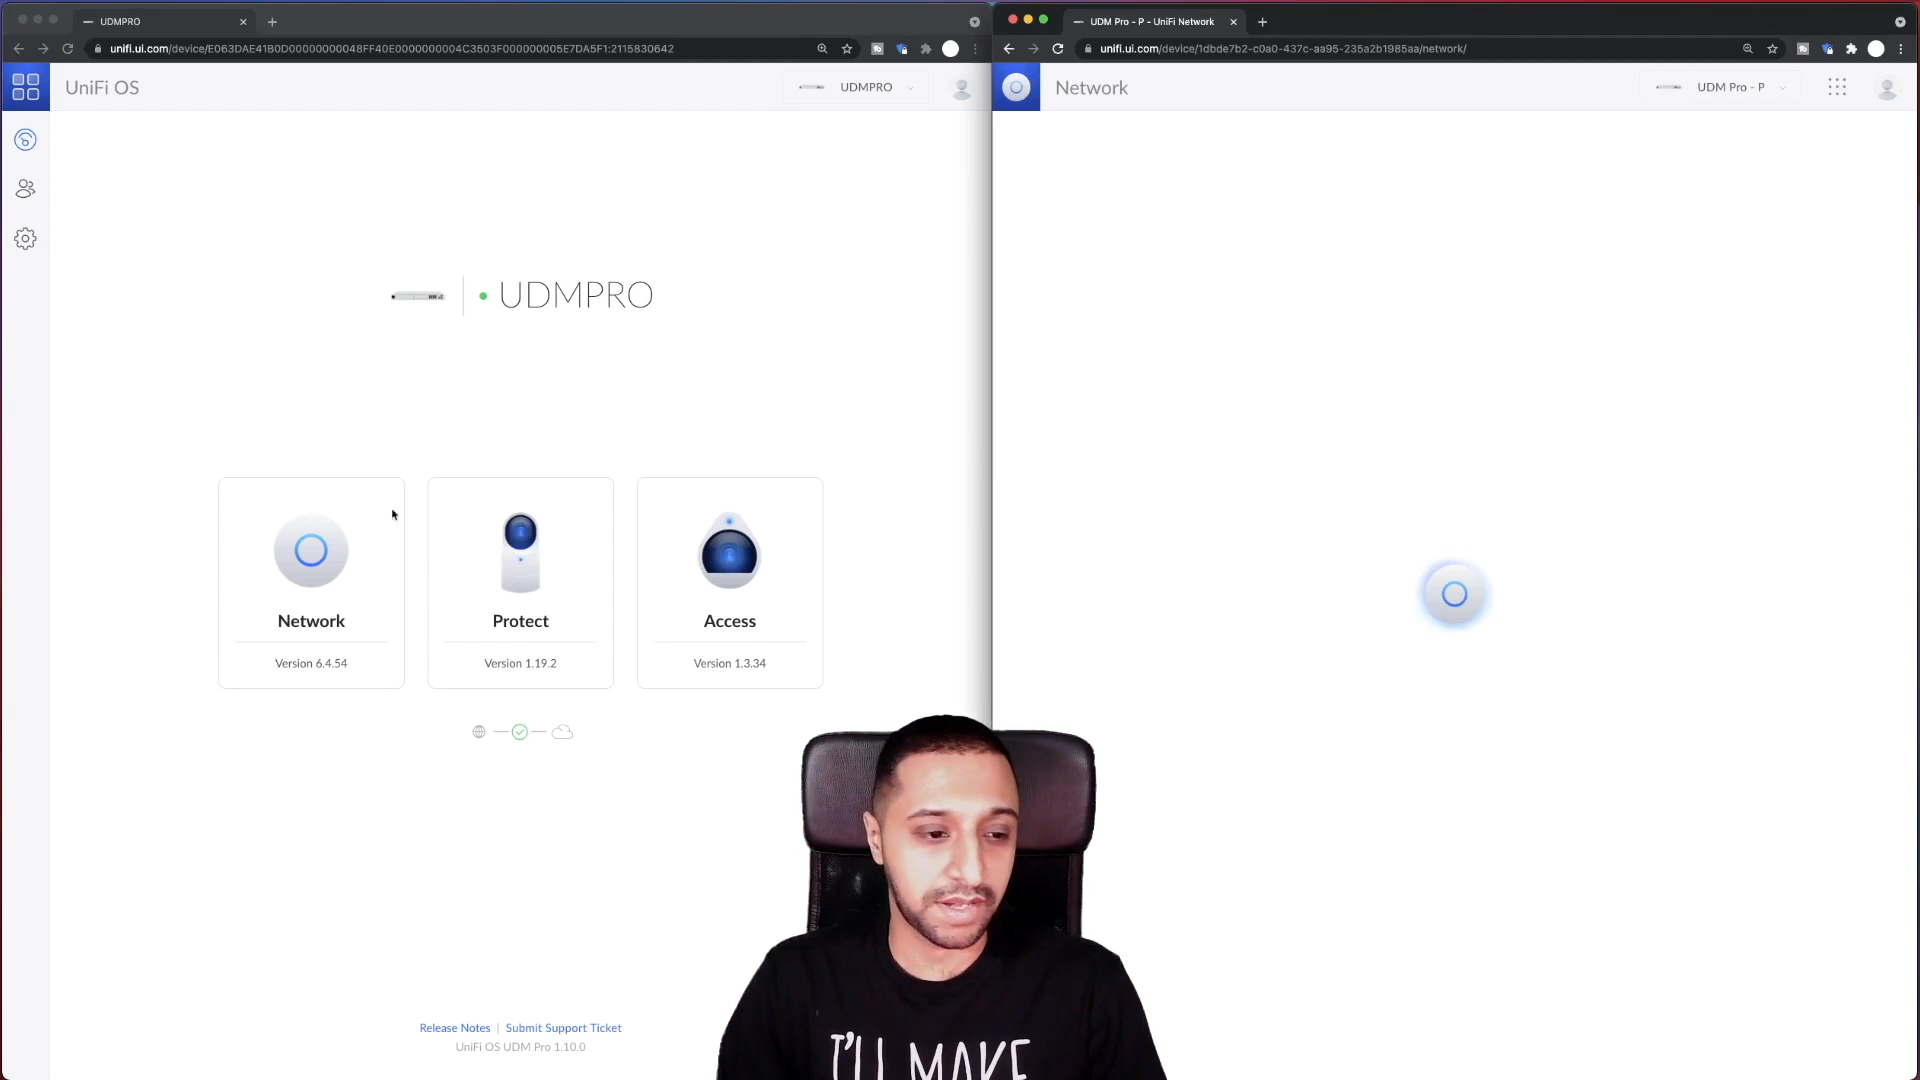 UDMPRO
unifi.ui.com/device/E063DAE41B0D00000000048FF40E0000000004C3503F000000005E7DA5F1:2115830642
UniFi OS
UDMPRO
UDMPRO
Network
Version 6.4.54
Protect
Version 1.19.2
Access
Version 1.3.34
Release Notes | Submit Support Ticket
UniFi OS UDM Pro 1.10.0
UDM Pro - P - UniFi Network
unifi.ui.com/device/1dbde7b2-c0a0-437c-aa95-235a2b1985aa/network/
Network
UDM Pro - P
I'LL MAKE